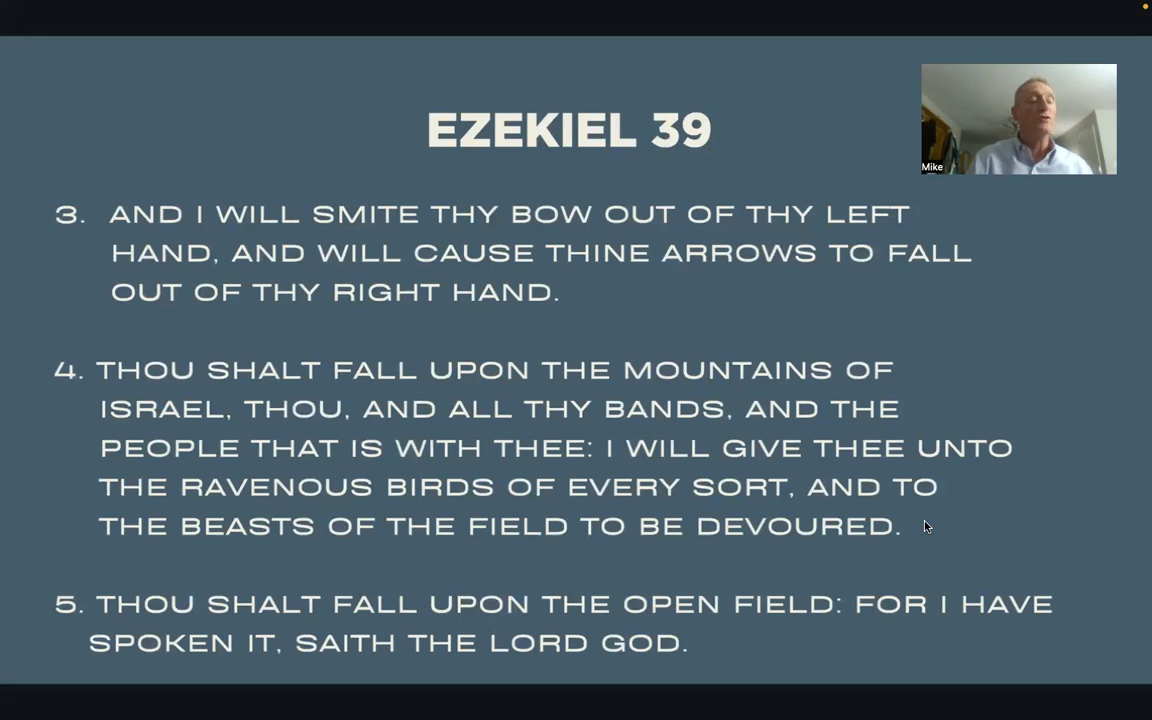 EZEKIEL 39
Mike
3. AND I WILL SMITE THY BOW OUT OF THY LEFT
HAND, AND WILL CAUSE THINE ARROWS TO FALL
OUT OF THY RIGHT HAND.
4. THOU SHALT FALL UPON THE MOUNTAINS OF
ISRAEL, THOU, AND ALL THY BANDS, AND THE
PEOPLE THAT IS WITH THEE: I WILL GIVE THEE UNTO
THE RAVENOUS BIRDS OF EVERY SORT, AND TO
THE BEASTS OF THE FIELD TO BE DEVOURED.
5. THOU SHALT FALL UPON THE OPEN FIELD: FOR I HAVE
SPOKEN IT, SAITH THE LORD GOD.